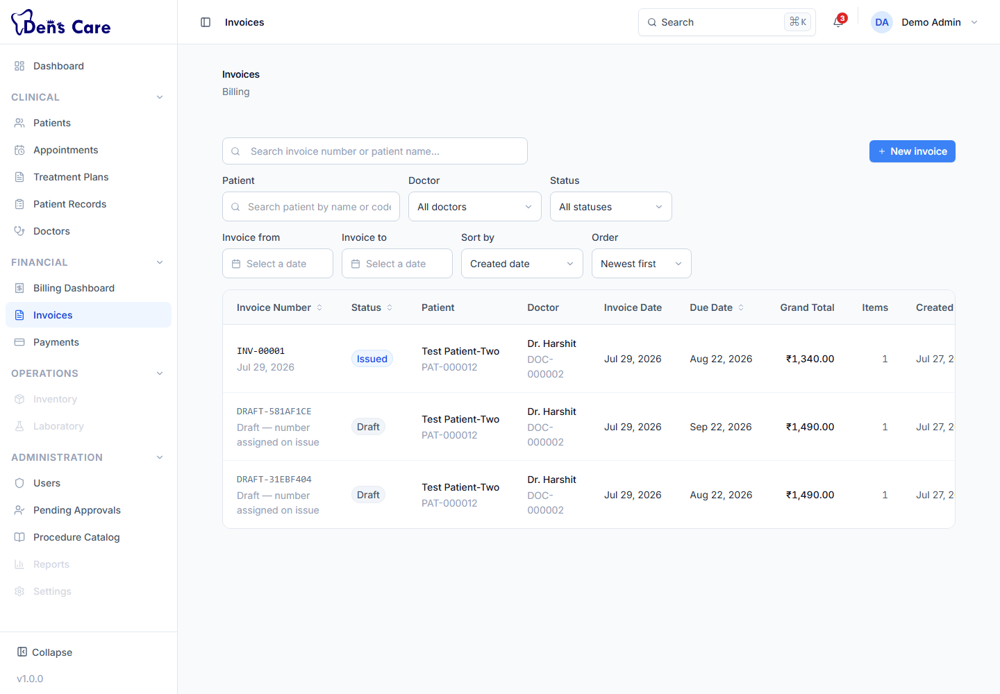 Den's Care
Invoices
Search
⌘K
3
DA
Demo Admin
Dashboard
CLINICAL
Patients
Appointments
Treatment Plans
Patient Records
Doctors
FINANCIAL
Billing Dashboard
Invoices
Payments
OPERATIONS
Inventory
Laboratory
ADMINISTRATION
Users
Pending Approvals
Procedure Catalog
Reports
Settings
Collapse
v1.0.0
Invoices
Billing
Search invoice number or patient name...
+ New invoice
Patient Doctor Status
Search patient by name or code All doctors All statuses
Invoice from Invoice to Sort by Order
Select a date Select a date Created date Newest first
Invoice Number Status Patient Doctor Invoice Date Due Date Grand Total Items Created
INV-00001
Jul 29, 2026
Issued
Test Patient-Two
PAT-000012
Dr. Harshit
DOC-
000002
Jul 29, 2026
Aug 22, 2026
₹1,340.00
1
Jul 27, 2
DRAFT-581AF1CE
Draft — number
assigned on issue
Draft
Test Patient-Two
PAT-000012
Dr. Harshit
DOC-
000002
Jul 29, 2026
Sep 22, 2026
₹1,490.00
1
Jul 27, 2
DRAFT-31EBF404
Draft — number
assigned on issue
Draft
Test Patient-Two
PAT-000012
Dr. Harshit
DOC-
000002
Jul 29, 2026
Aug 22, 2026
₹1,490.00
1
Jul 27, 2